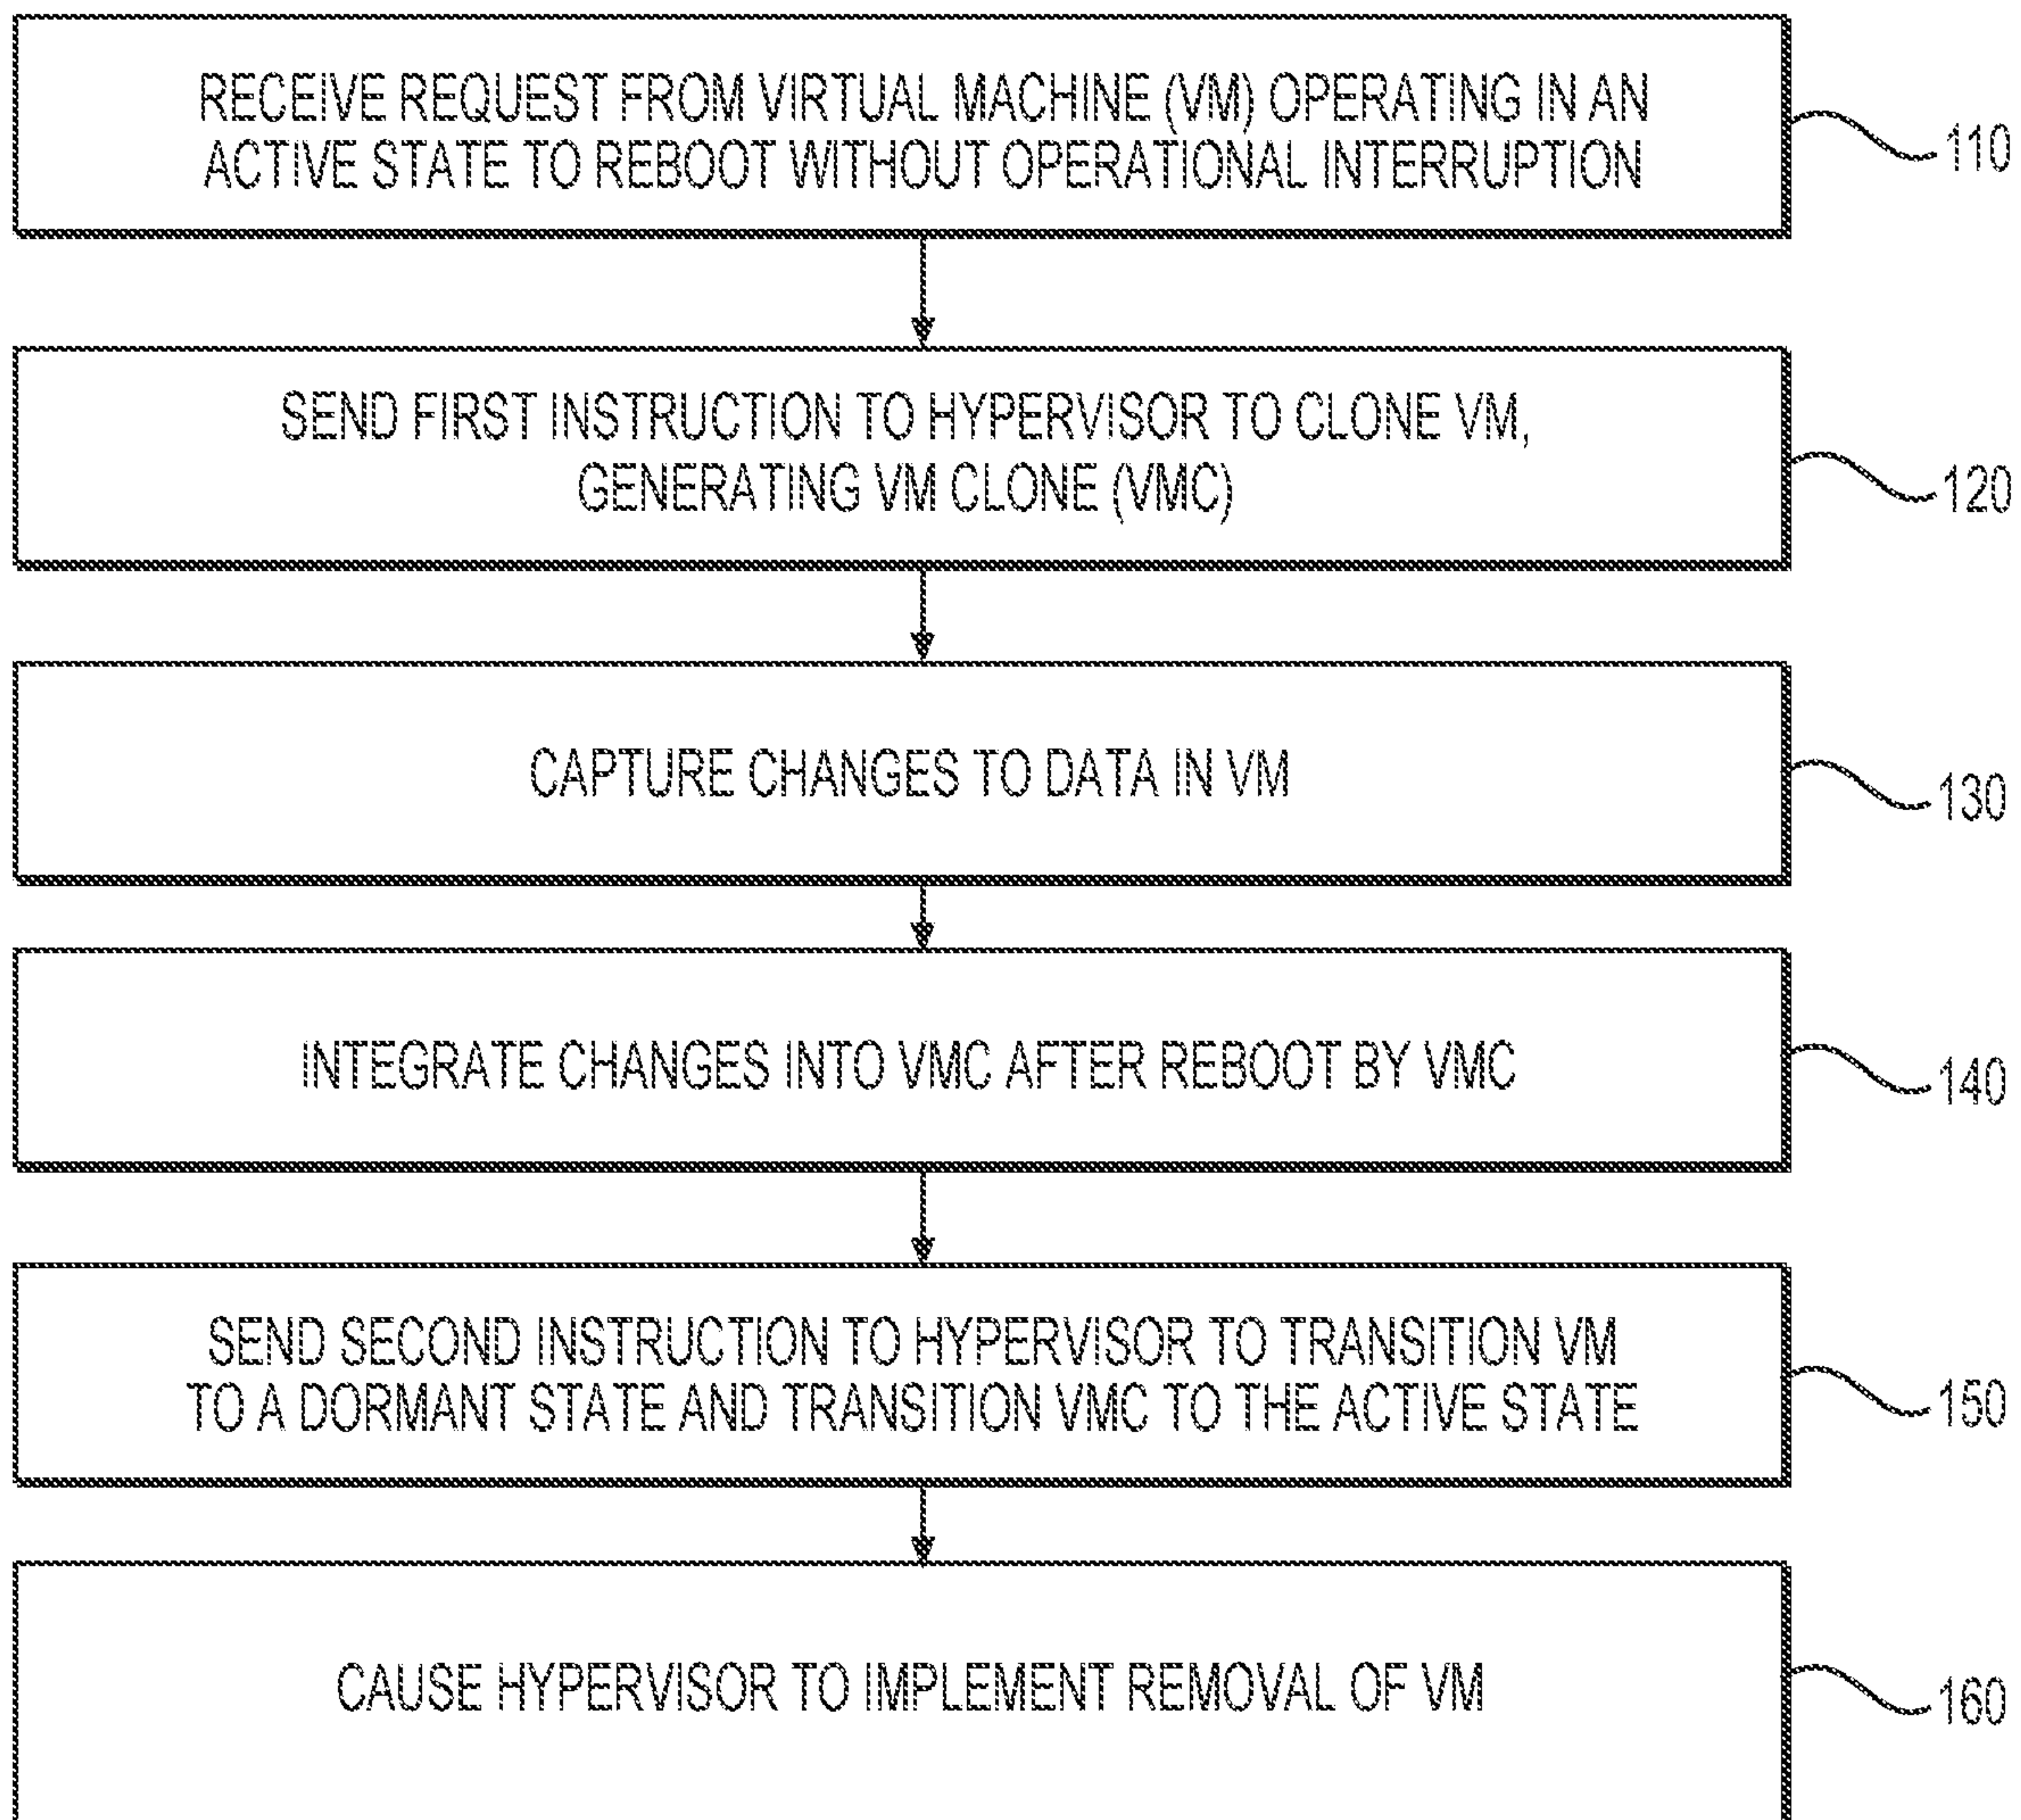 RECEIVE REQUEST FROM VIRTUAL MACHINE (VM) OPERATING IN AN
ACTIVE STATE TO REBOOT WITHOUT OPERATIONAL INTERRUPTION
110
SEND FIRST INSTRUCTION TO HYPERVISOR TO CLONE VM,
GENERATING VM CLONE (VMC)
120
CAPTURE CHANGES TO DATA IN VM
130
INTEGRATE CHANGES INTO VMC AFTER REBOOT BY VMC
140
SEND SECOND INSTRUCTION TO HYPERVISOR TO TRANSITION VM
TO A DORMANT STATE AND TRANSITION VMC TO THE ACTIVE STATE
150
CAUSE HYPERVISOR TO IMPLEMENT REMOVAL OF VM
160